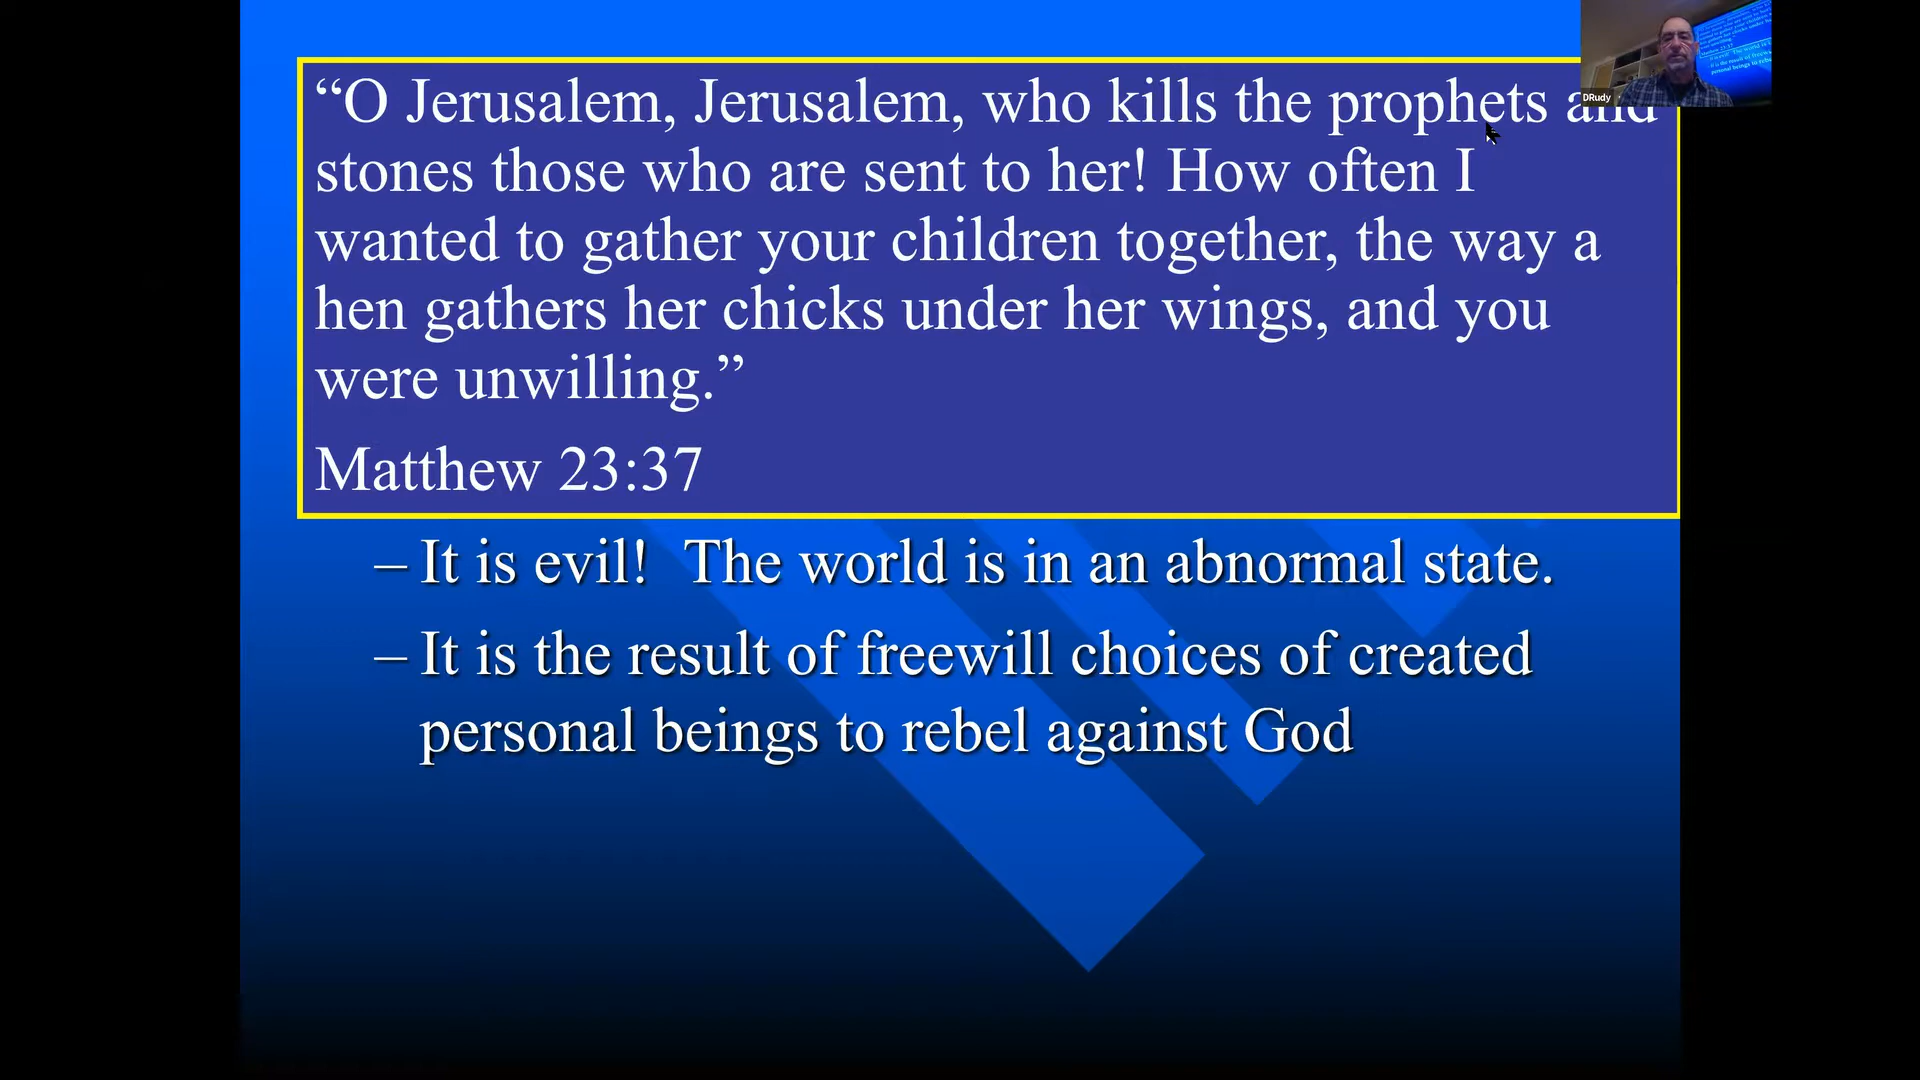 “O Jerusalem, Jerusalem, who kills the prophets and
stones those who are sent to her! How often I
wanted to gather your children together, the way a
hen gathers her chicks under her wings, and you
were unwilling.”
Matthew 23:37
– It is evil!  The world is in an abnormal state.
– It is the result of freewill choices of created
personal beings to rebel against God
DRudy